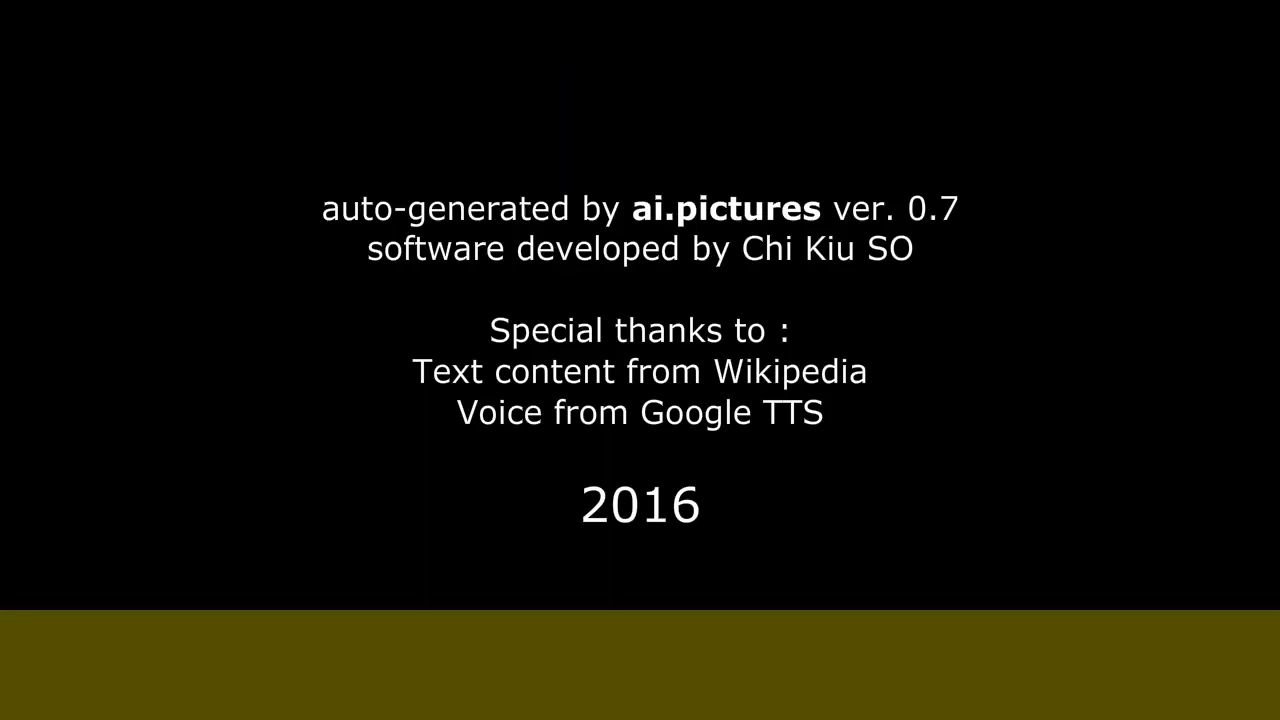 auto-generated by ai.pictures ver. 0.7
software developed by Chi Kiu SO
Special thanks to :
Text content from Wikipedia
Voice from Google TTS
2016